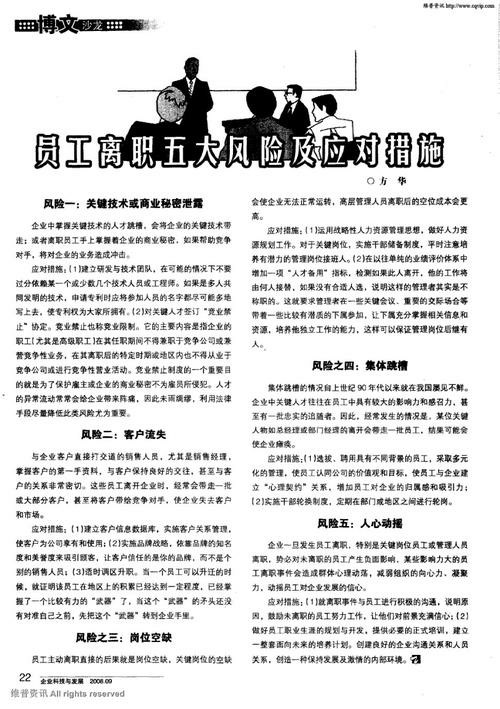 维普资讯 http://www.cqvip.com
博文 沙龙
员工离职五大风险及应对措施
○方 华
风险一：关键技术或商业秘密泄露
企业中掌握关键技术的人才跳槽，会将企业的关键技术带
走；或者离职员工手上掌握着企业的商业秘密，如果帮助竞争
对手，将对企业的业务造成冲击。
应对措施：(1)建立研发与技术团队，在可能的情况下不要
过分依赖某一个或少数几个技术人员或工程师。如果是多人共
同发明的技术，申请专利时应将参加人员的名字都尽可能多地
写上去，使专利权为大家所拥有。(2)对关键人才签订“竞业禁
止”协定。竞业禁止也称竞业限制。它的主要内容是指企业的
职工(尤其是高级职工)在其任职期间不得兼职于竞争公司或兼
营竞争性业务，在其离职后的特定时期或地区内也不得从业于
竞争公司或进行竞争性营业活动。竞业禁止制度的一个重要目
的就是为了保护雇主或企业的商业秘密不为雇员所侵犯。人才
的异常流动常常会给企业带来阵痛，因此未雨绸缪，利用法律
手段尽量降低此类风险尤为重要。
风险二：客户流失
与企业客户直接打交道的销售人员，尤其是销售经理，
掌握客户的第一手资料，与客户保持良好的交往，甚至与客
户的关系非常密切。这些员工离开企业时，经常会带走一批
或大部分客户，甚至将客户带给竞争对手，使企业失去客户
和市场。
应对措施：(1)建立客户信息数据库，实施客户关系管理，
使客户为公司享有和使用；(2)实施品牌战略，依靠品牌的知名
度和美誉度来吸引顾客，让客户信任的是你的品牌，而不是个
别的销售人员；(3)适时调区升职。当一个员工可以升迁的时
候，就证明该员工在地区上的积累已经达到一定程度，已经掌
握了一个比较有力的“武器”了，当这个“武器”的矛头还没
有对准自己之前，先把这个“武器”转到企业手里。
风险之三：岗位空缺
员工主动离职直接的后果就是岗位空缺，关键岗位的空缺
会使企业无法正常运转，高层管理人员离职后的空位成本会更
高。
应对措施：(1)运用战略性人力资源管理思想，做好人力资
源规划工作。对于关键岗位，实施干部储备制度，平时注意培
养有潜力的管理岗位接班人。(2)在以往单纯的业绩评价体系中
增加一项“人才备用”指标，检测如果此人离开，他的工作将
由何人接替，如果没有合适人选，说明这样的管理者其实是不
称职的。这就要求管理者在一些关键会议、重要的交际场合等
带着一些比较有潜质的下属参加，让下属充分掌握相关信息和
资源，培养他独立工作的能力，这样可以保证管理岗位后继有
人。
风险之四：集体跳槽
集体跳槽的情况自上世纪90年代以来就在我国屡见不鲜。
企业中关键人才往往在员工中具有较大的影响力和感召力，甚
至有一批忠实的追随者。因此，经常发生的情况是，某位关键
人物如总经理或部门经理的离开会带走一批员工，结果可能会
使企业瘫痪。
应对措施：(1)选拔、聘用具有不同背景的员工，采取多元
化的管理，使员工认同公司的价值观和目标，使员工与企业建
立“心理契约”关系，增加员工对企业的归属感和吸引力；
(2)实施干部轮换制度，定期在部门或地区之间进行轮岗。
风险五：人心动摇
企业一旦发生员工离职、特别是关键岗位员工或管理人员
离职，势必对未离职的员工产生负面影响，某些影响力大的员
工离职事件会造成群体心理动荡，减弱组织的向心力、凝聚
力，动摇员工对企业发展的信心。
应对措施：(1)就离职事件与员工进行积极的沟通，说明原
因，鼓励未离职的员工努力工作，让他们对前景充满信心；(2)
做好员工职业生涯的规划与开发，提供必要的正式培训，建立
一整套面向未来的培养计划。创建良好的企业沟通关系和人员
关系，创造一种保持发展及激情的内部环境。
22 企业科技与发展 2008.09
维普资讯 All rights reserved